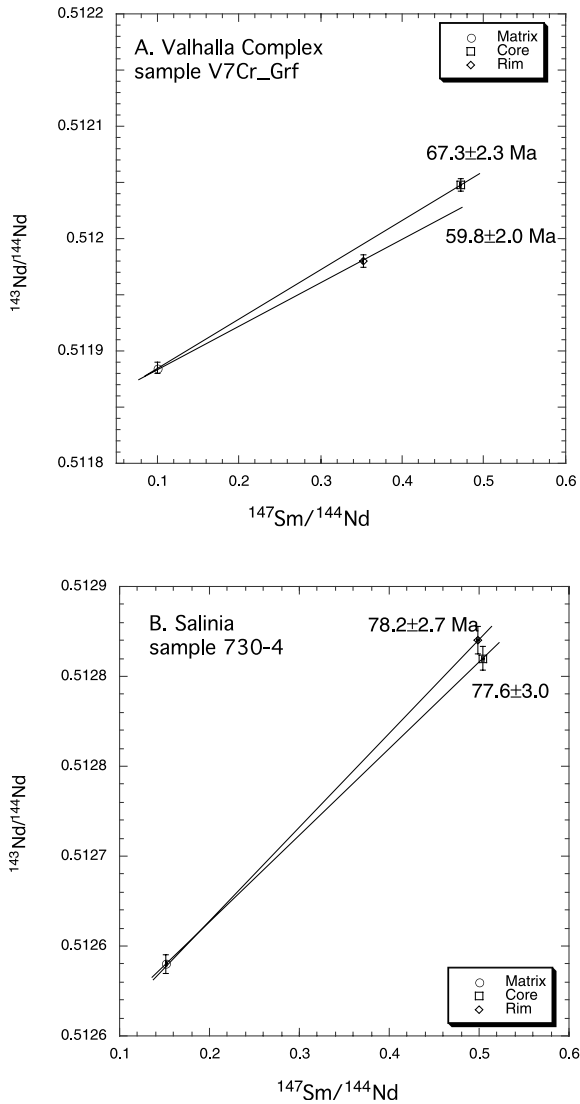 0.5122
A. Valhalla Complex
sample V7Cr_Grf
Matrix
Core
Rim
0.5121
67.3±2.3 Ma
0.512
59.8±2.0 Ma
0.5119
0.5118
143Nd/144Nd
0.1 0.2 0.3 0.4 0.5 0.6
147Sm/144Nd
0.5129
B. Salinia
sample 730-4
78.2±2.7 Ma
0.5128
77.6±3.0
0.5128
0.5127
0.5126
0.5126
143Nd/144Nd
Matrix
Core
Rim
0.1 0.2 0.3 0.4 0.5 0.6
147Sm/144Nd